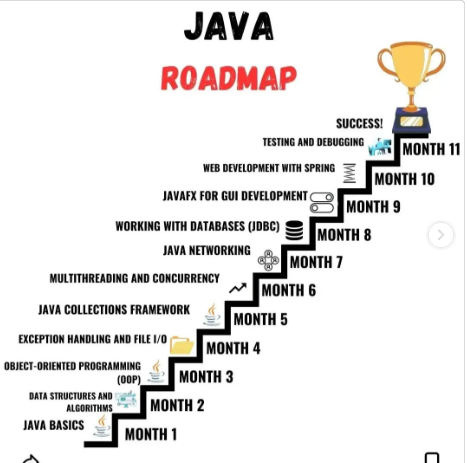 JAVA
ROADMAP
SUCCESS!
TESTING AND DEBUGGING
MONTH 11
WEB DEVELOPMENT WITH SPRING
MONTH 10
JAVAFX FOR GUI DEVELOPMENT
MONTH 9
WORKING WITH DATABASES (JDBC)
MONTH 8
JAVA NETWORKING
MONTH 7
MULTITHREADING AND CONCURRENCY
MONTH 6
JAVA COLLECTIONS FRAMEWORK
MONTH 5
EXCEPTION HANDLING AND FILE I/O
MONTH 4
OBJECT-ORIENTED PROGRAMMING
(OOP)
MONTH 3
DATA STRUCTURES AND
ALGORITHMS
MONTH 2
JAVA BASICS
MONTH 1